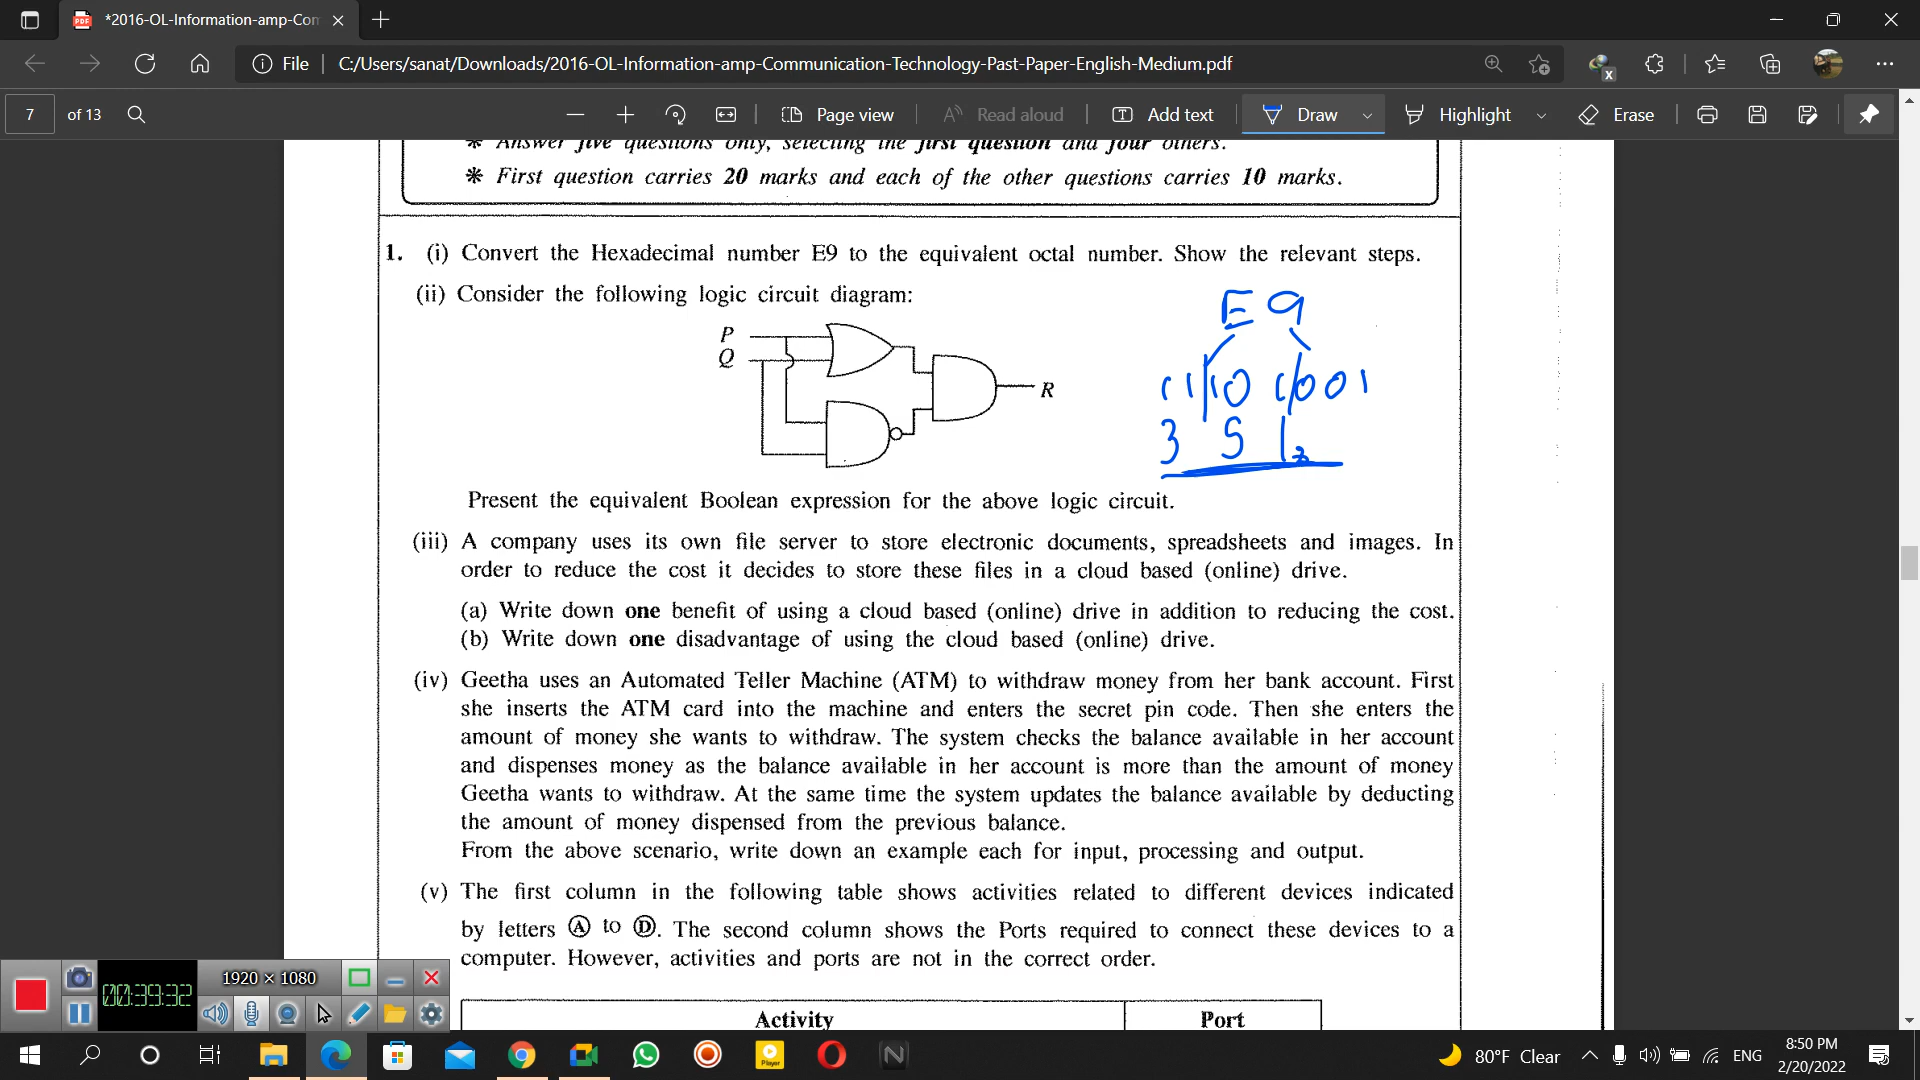 *2016-OL-Information-amp-Con
File
C:/Users/sanat/Downloads/2016-OL-Information-amp-Communication-Technology-Past-Paper-English-Medium.pdf
7 of 13 Page view Read aloud Add text Draw Highlight Erase
* Answer five questions only, selecting the first question and four others.
* First question carries 20 marks and each of the other questions carries 10 marks.
1. (i) Convert the Hexadecimal number E9 to the equivalent octal number. Show the relevant steps.
(ii) Consider the following logic circuit diagram:
E 9
P
Q
R
1110 1001
3 5 1
Present the equivalent Boolean expression for the above logic circuit.
(iii) A company uses its own file server to store electronic documents, spreadsheets and images. In
order to reduce the cost it decides to store these files in a cloud based (online) drive.
(a) Write down one benefit of using a cloud based (online) drive in addition to reducing the cost.
(b) Write down one disadvantage of using the cloud based (online) drive.
(iv) Geetha uses an Automated Teller Machine (ATM) to withdraw money from her bank account. First
she inserts the ATM card into the machine and enters the secret pin code. Then she enters the
amount of money she wants to withdraw. The system checks the balance available in her account
and dispenses money as the balance available in her account is more than the amount of money
Geetha wants to withdraw. At the same time the system updates the balance available by deducting
the amount of money dispensed from the previous balance.
From the above scenario, write down an example each for input, processing and output.
(v) The first column in the following table shows activities related to different devices indicated
by letters Ⓐ to Ⓓ. The second column shows the Ports required to connect these devices to a
computer. However, activities and ports are not in the correct order.
Activity Port
1920 × 1080
00:39:32
80°F Clear
ENG
8:50 PM
2/20/2022